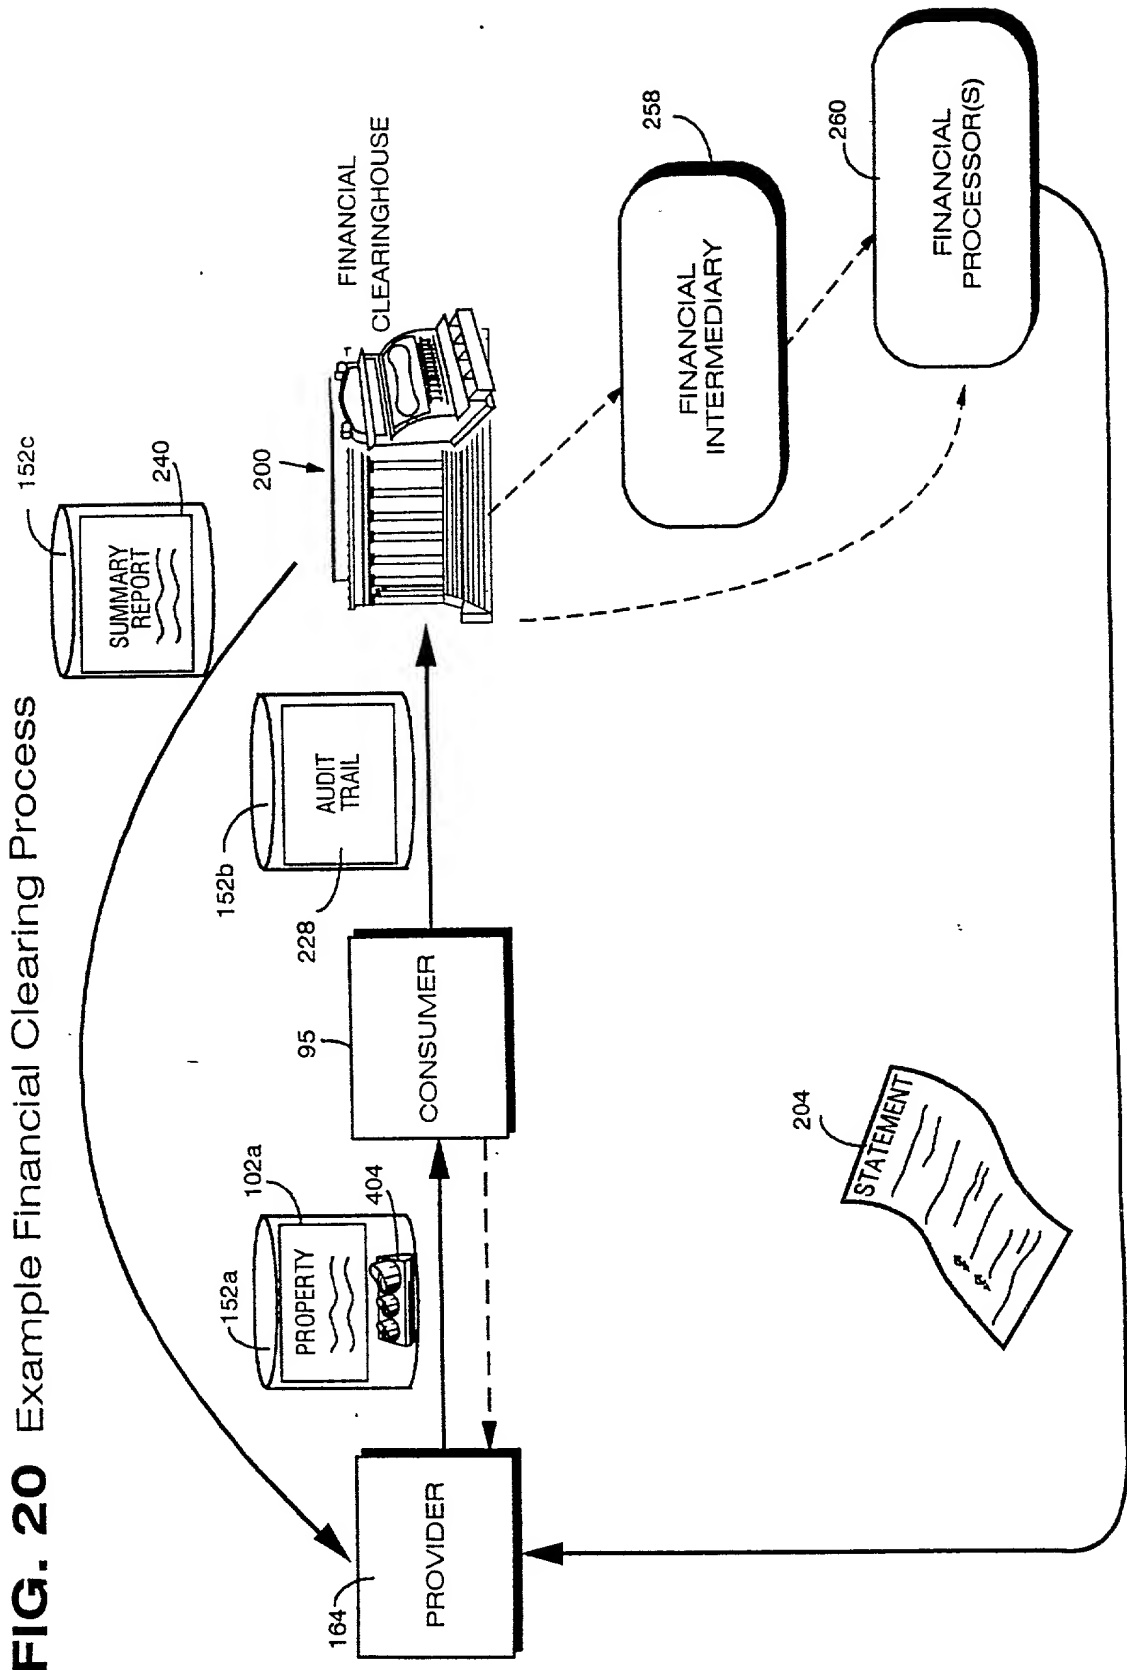 FIG. 20 Example Financial Clearing Process
152c
SUMMARY
REPORT
240
152a
PROPERTY
102a
404
152b
AUDIT
TRAIL
228
200
FINANCIAL
CLEARINGHOUSE
164
PROVIDER
95
CONSUMER
258
FINANCIAL
INTERMEDIARY
260
FINANCIAL
PROCESSOR(S)
204
STATEMENT